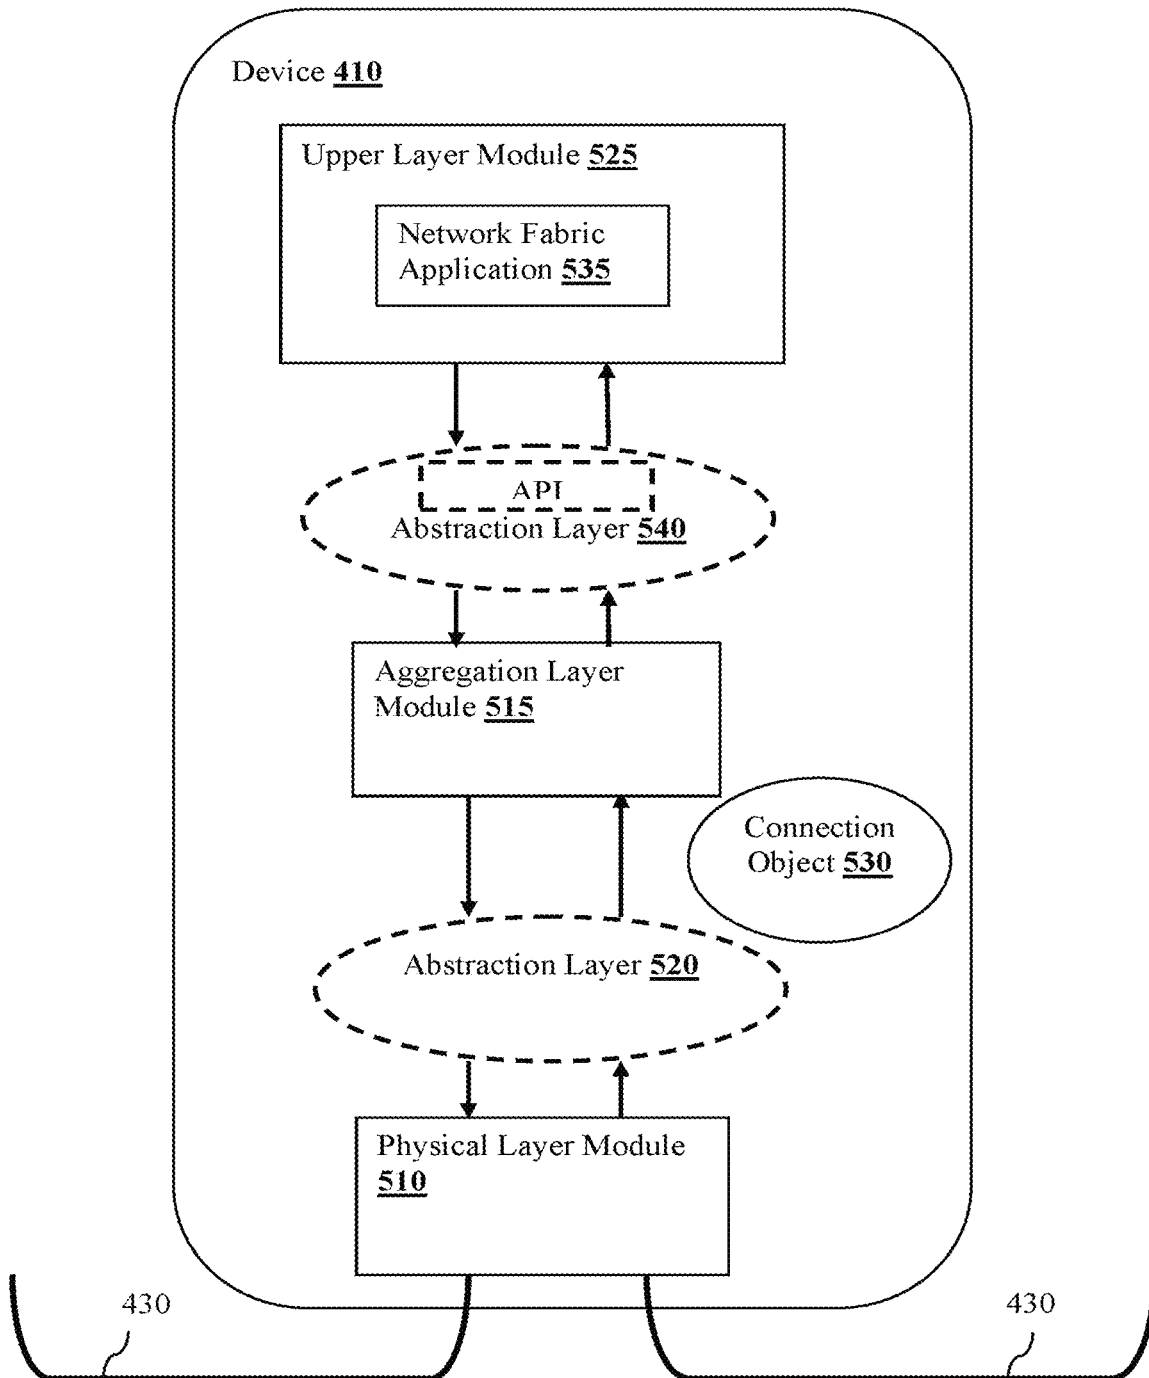 Device 410
Upper Layer Module 525
Network Fabric
Application 535
API
Abstraction Layer 540
Aggregation Layer
Module 515
Connection
Object 530
Abstraction Layer 520
Physical Layer Module
510
430
430